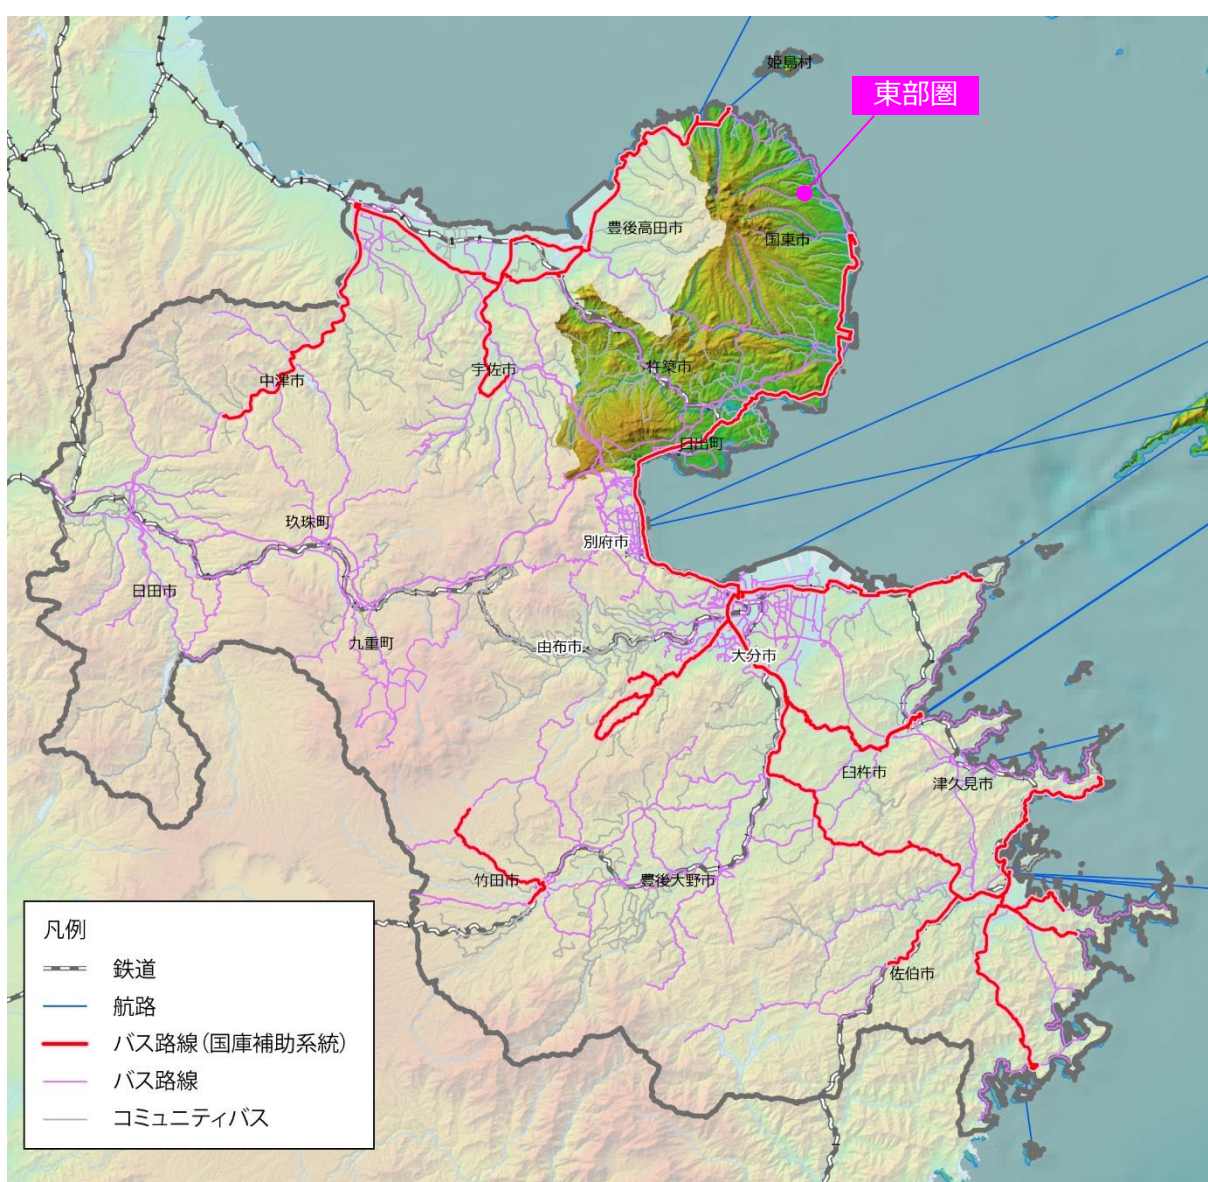 姫島村
東部圏
豊後高田市
国東市
中津市
宇佐市
杵築市
日出町
玖珠町
別府市
日田市
九重町
由布市
大分市
臼杵市
津久見市
竹田市
豊後大野市
佐伯市
凡例
鉄道
航路
バス路線(国庫補助系統)
バス路線
コミュニティバス